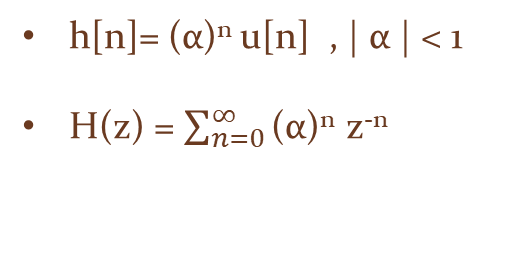 • h[n]= (α)ⁿ u[n] , | α | < 1
• H(z) = ∑_{n=0}^{∞} (α)ⁿ z⁻ⁿ